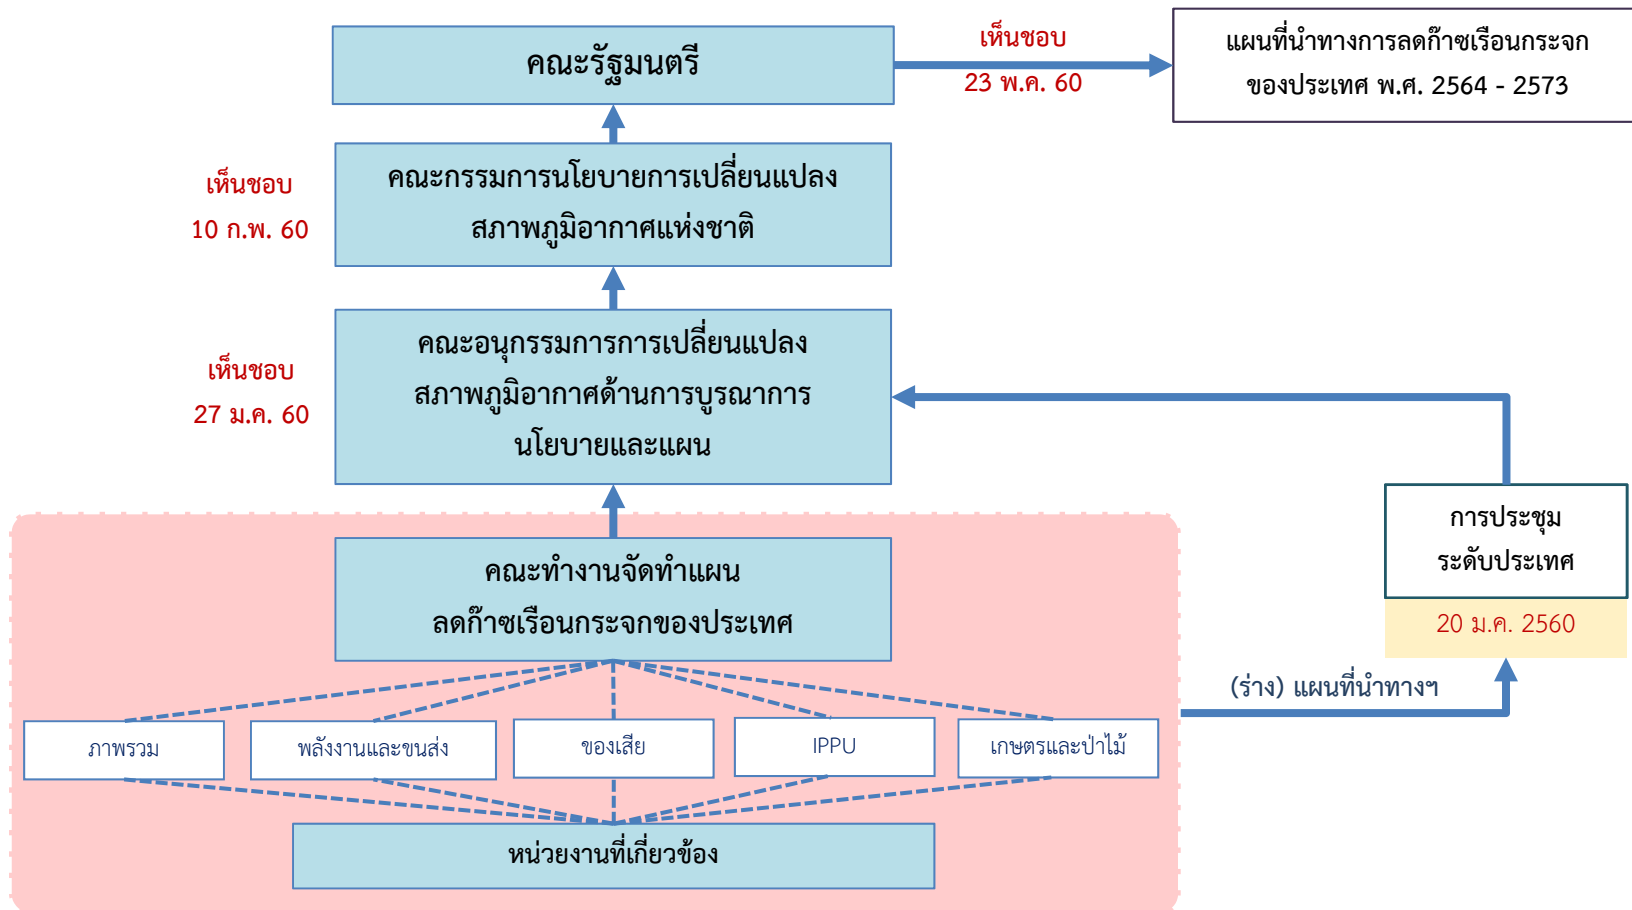 คณะรัฐมนตรี
เห็นชอบ
23 พ.ค. 60
แผนที่นำทางการลดก๊าซเรือนกระจก
ของประเทศ พ.ศ. 2564 - 2573
เห็นชอบ
10 ก.พ. 60
คณะกรรมการนโยบายการเปลี่ยนแปลง
สภาพภูมิอากาศแห่งชาติ
เห็นชอบ
27 ม.ค. 60
คณะอนุกรรมการการเปลี่ยนแปลง
สภาพภูมิอากาศด้านการบูรณาการ
นโยบายและแผน
การประชุม
ระดับประเทศ
20 ม.ค. 2560
คณะทำงานจัดทำแผน
ลดก๊าซเรือนกระจกของประเทศ
(ร่าง) แผนที่นำทางฯ
ภาพรวม
พลังงานและขนส่ง
ของเสีย
IPPU
เกษตรและป่าไม้
หน่วยงานที่เกี่ยวข้อง